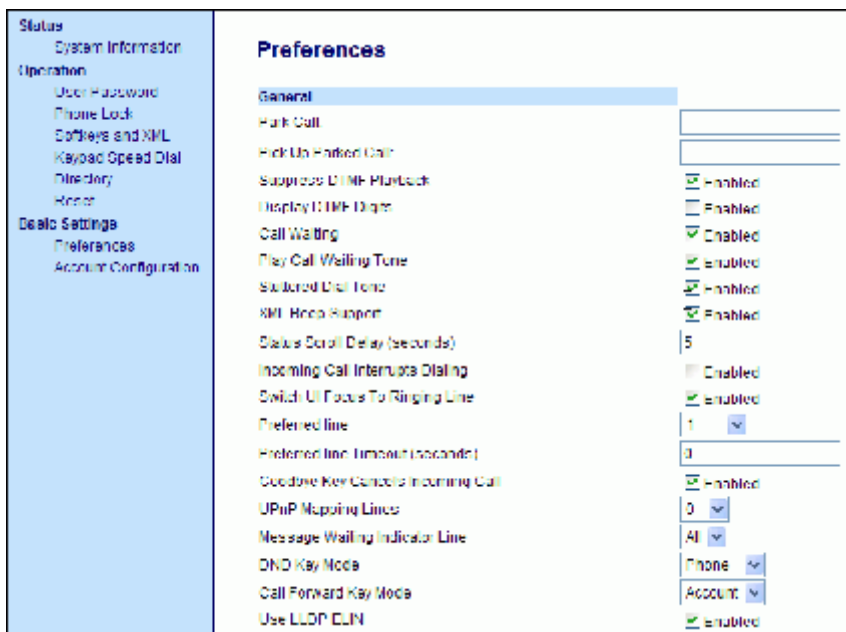 Status
System Information
Operation
User Password
Phone Lock
Softkeys and XML
Keypad Speed Dial
Directory
Reset
Basic Settings
Preferences
Account Configuration
Preferences
General
Park Call:
Pick Up Parked Call:
Suppress DTMF Playback Enabled
Display DTMF Digits Enabled
Call Waiting Enabled
Play Call Waiting Tone Enabled
Stuttered Dial Tone Enabled
XML Beep Support Enabled
Status Scroll Delay (seconds) 5
Incoming Call Interrupts Dialing Enabled
Switch UI Focus To Ringing Line Enabled
Preferred line 1
Preferred line Timeout (seconds) 0
Goodbye Key Cancels Incoming Call Enabled
UPnP Mapping Lines 0
Message Waiting Indicator Line All
DND Key Mode Phone
Call Forward Key Mode Account
Use LLDP ELIN Enabled